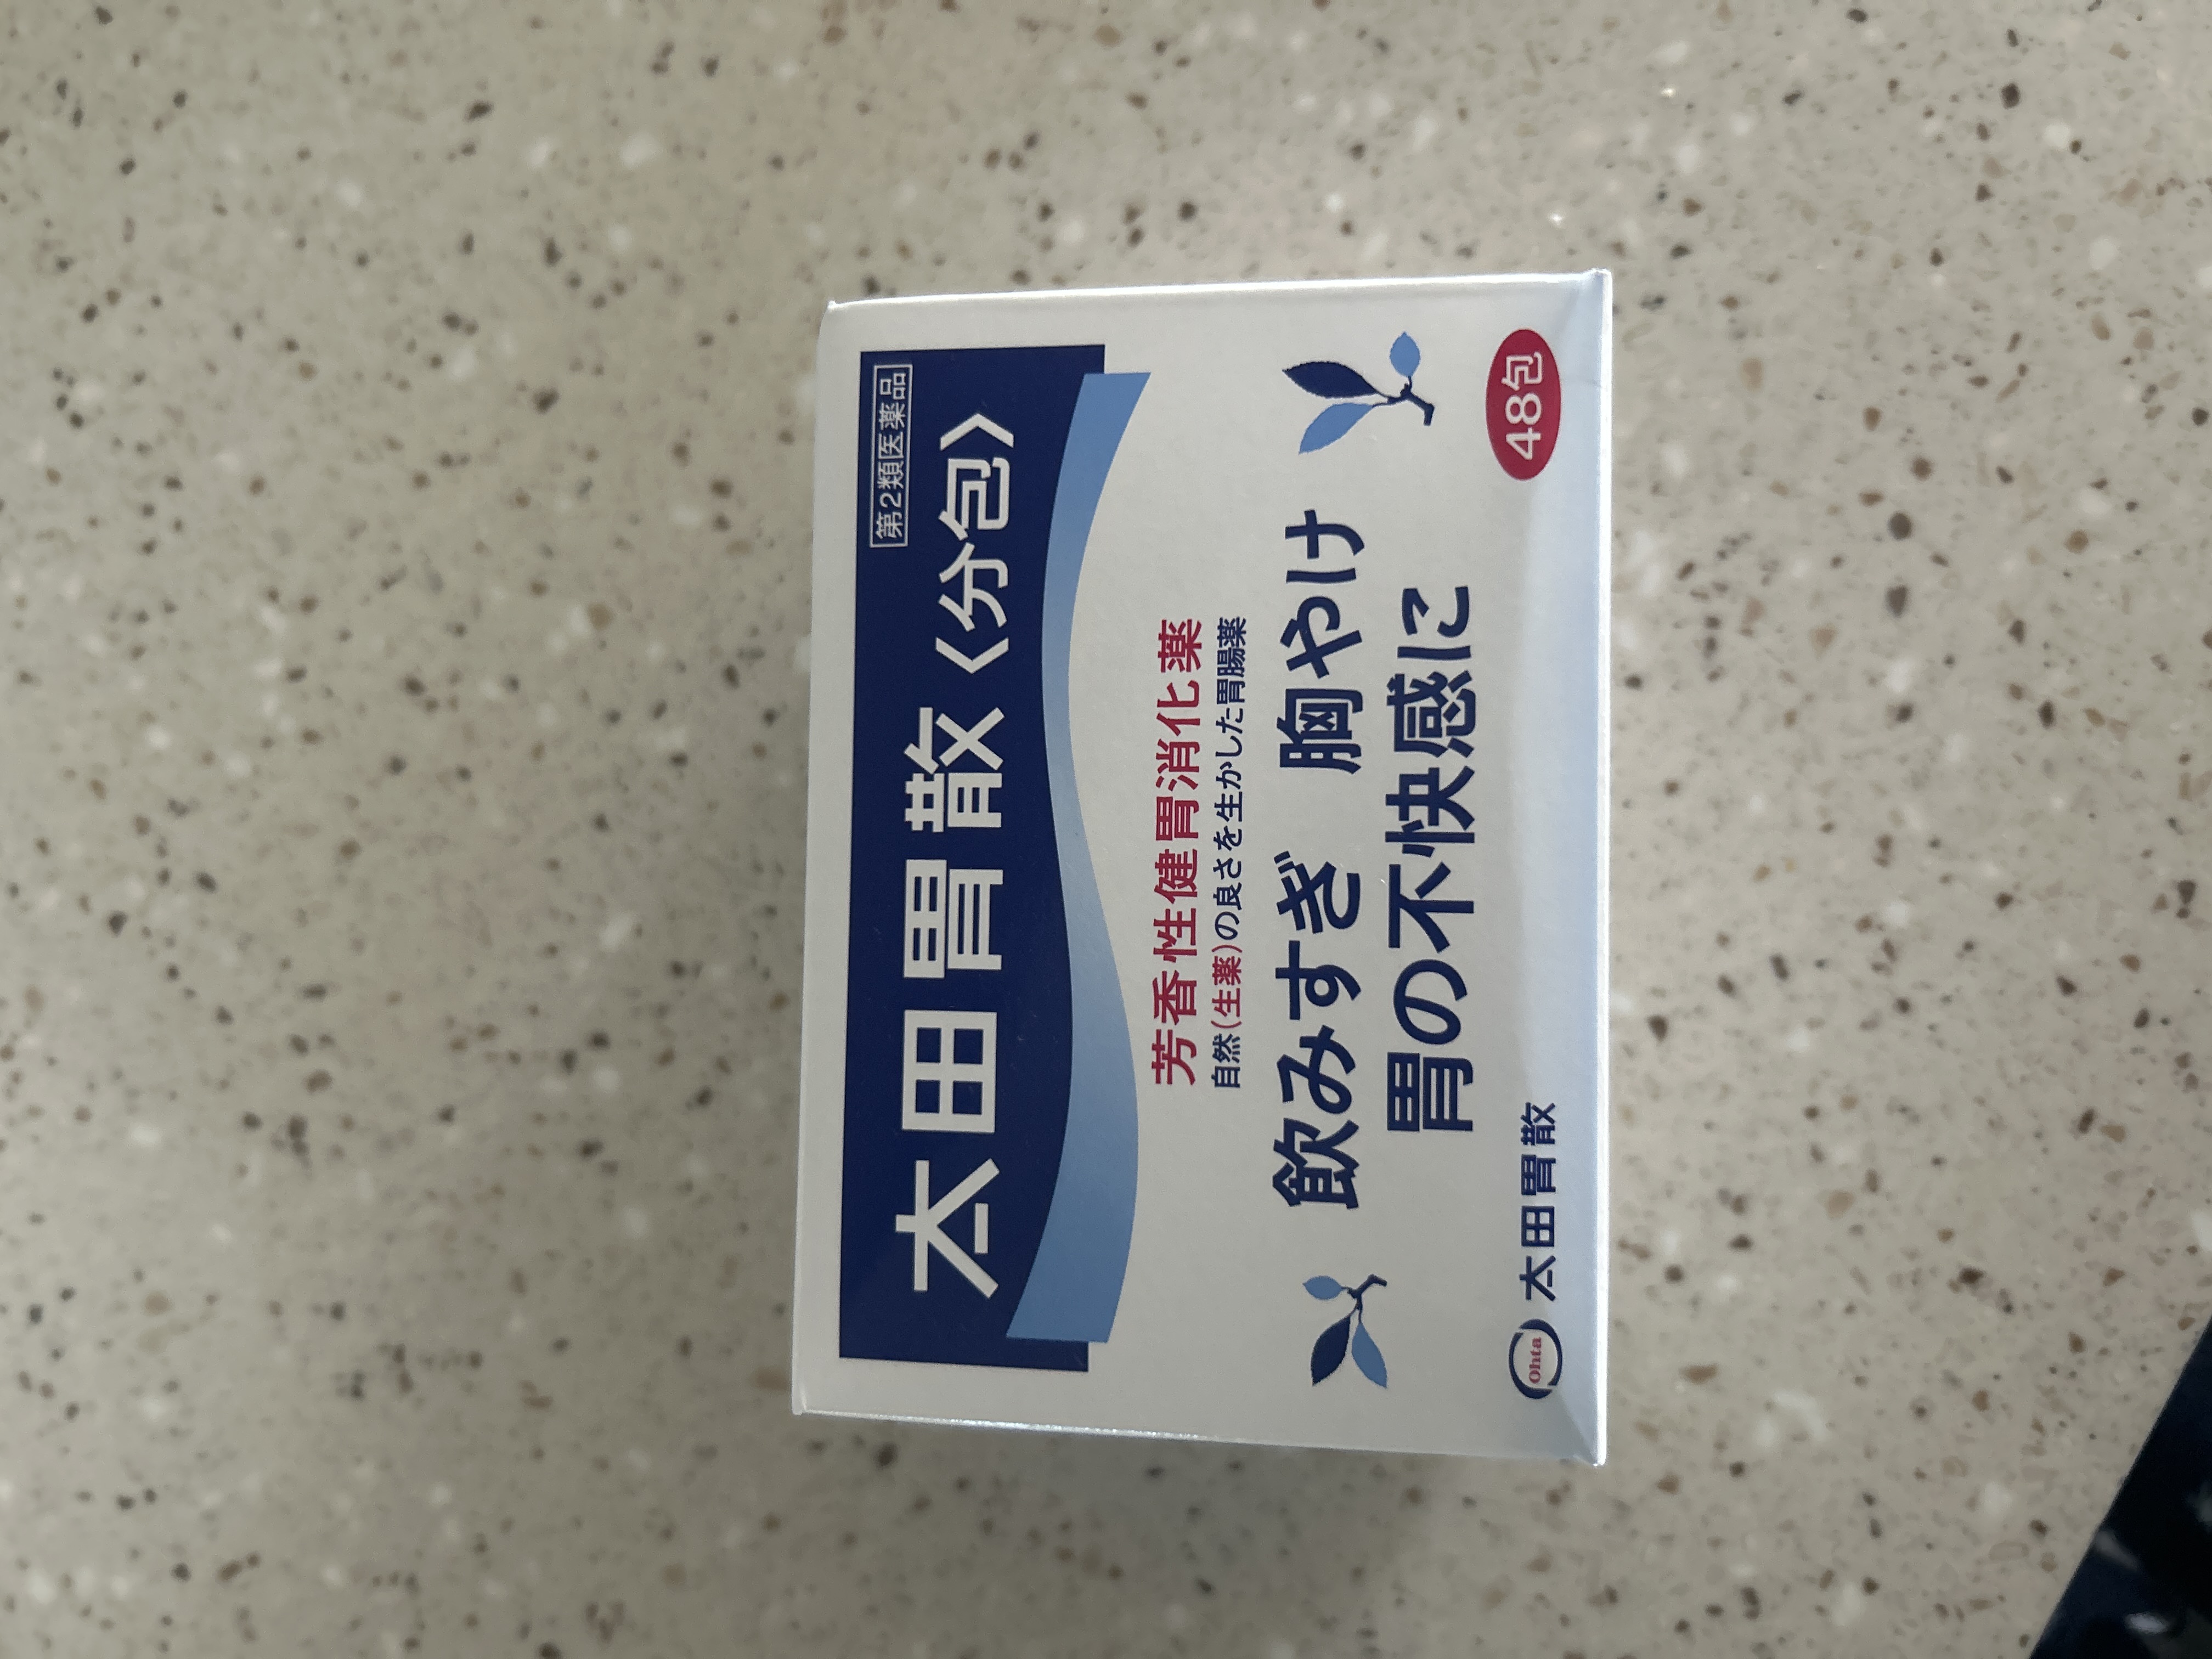 第2類医薬品
太田胃散〈分包〉
芳香性健胃消化薬
自然(生薬)の良さを生かした胃腸薬
飲みすぎ 胸やけ
胃の不快感に
Ohta 太田胃散
48包